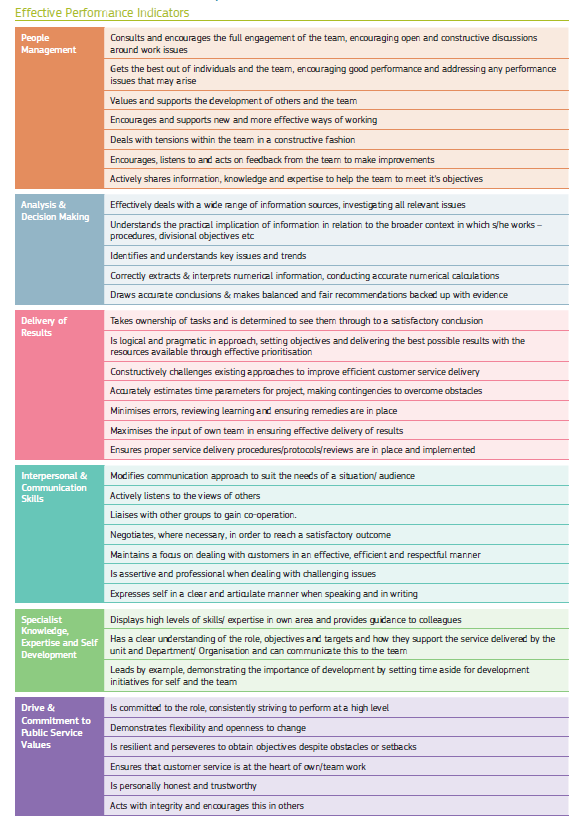 Effective Performance Indicators
People
Management
Consults and encourages the full engagement of the team, encouraging open and constructive discussions
around work issues
Gets the best out of individuals and the team, encouraging good performance and addressing any performance
issues that may arise
Values and supports the development of others and the team
Encourages and supports new and more effective ways of working
Deals with tensions within the team in a constructive fashion
Encourages, listens to and acts on feedback from the team to make improvements
Actively shares information, knowledge and expertise to help the team to meet it's objectives
Analysis &
Decision Making
Effectively deals with a wide range of information sources, investigating all relevant issues
Understands the practical implication of information in relation to the broader context in which s/he works –
procedures, divisional objectives etc
Identifies and understands key issues and trends
Correctly extracts & interprets numerical information, conducting accurate numerical calculations
Draws accurate conclusions & makes balanced and fair recommendations backed up with evidence
Delivery of
Results
Takes ownership of tasks and is determined to see them through to a satisfactory conclusion
Is logical and pragmatic in approach, setting objectives and delivering the best possible results with the
resources available through effective prioritisation
Constructively challenges existing approaches to improve efficient customer service delivery
Accurately estimates time parameters for project, making contingencies to overcome obstacles
Minimises errors, reviewing learning and ensuring remedies are in place
Maximises the input of own team in ensuring effective delivery of results
Ensures proper service delivery procedures/protocols/reviews are in place and implemented
Interpersonal &
Communication
Skills
Modifies communication approach to suit the needs of a situation/ audience
Actively listens to the views of others
Liaises with other groups to gain co-operation.
Negotiates, where necessary, in order to reach a satisfactory outcome
Maintains a focus on dealing with customers in an effective, efficient and respectful manner
Is assertive and professional when dealing with challenging issues
Expresses self in a clear and articulate manner when speaking and in writing
Specialist
Knowledge,
Expertise and Self
Development
Displays high levels of skills/ expertise in own area and provides guidance to colleagues
Has a clear understanding of the role, objectives and targets and how they support the service delivered by the
unit and Department/ Organisation and can communicate this to the team
Leads by example, demonstrating the importance of development by setting time aside for development
initiatives for self and the team
Drive &
Commitment to
Public Service
Values
Is committed to the role, consistently striving to perform at a high level
Demonstrates flexibility and openness to change
Is resilient and perseveres to obtain objectives despite obstacles or setbacks
Ensures that customer service is at the heart of own/team work
Is personally honest and trustworthy
Acts with integrity and encourages this in others